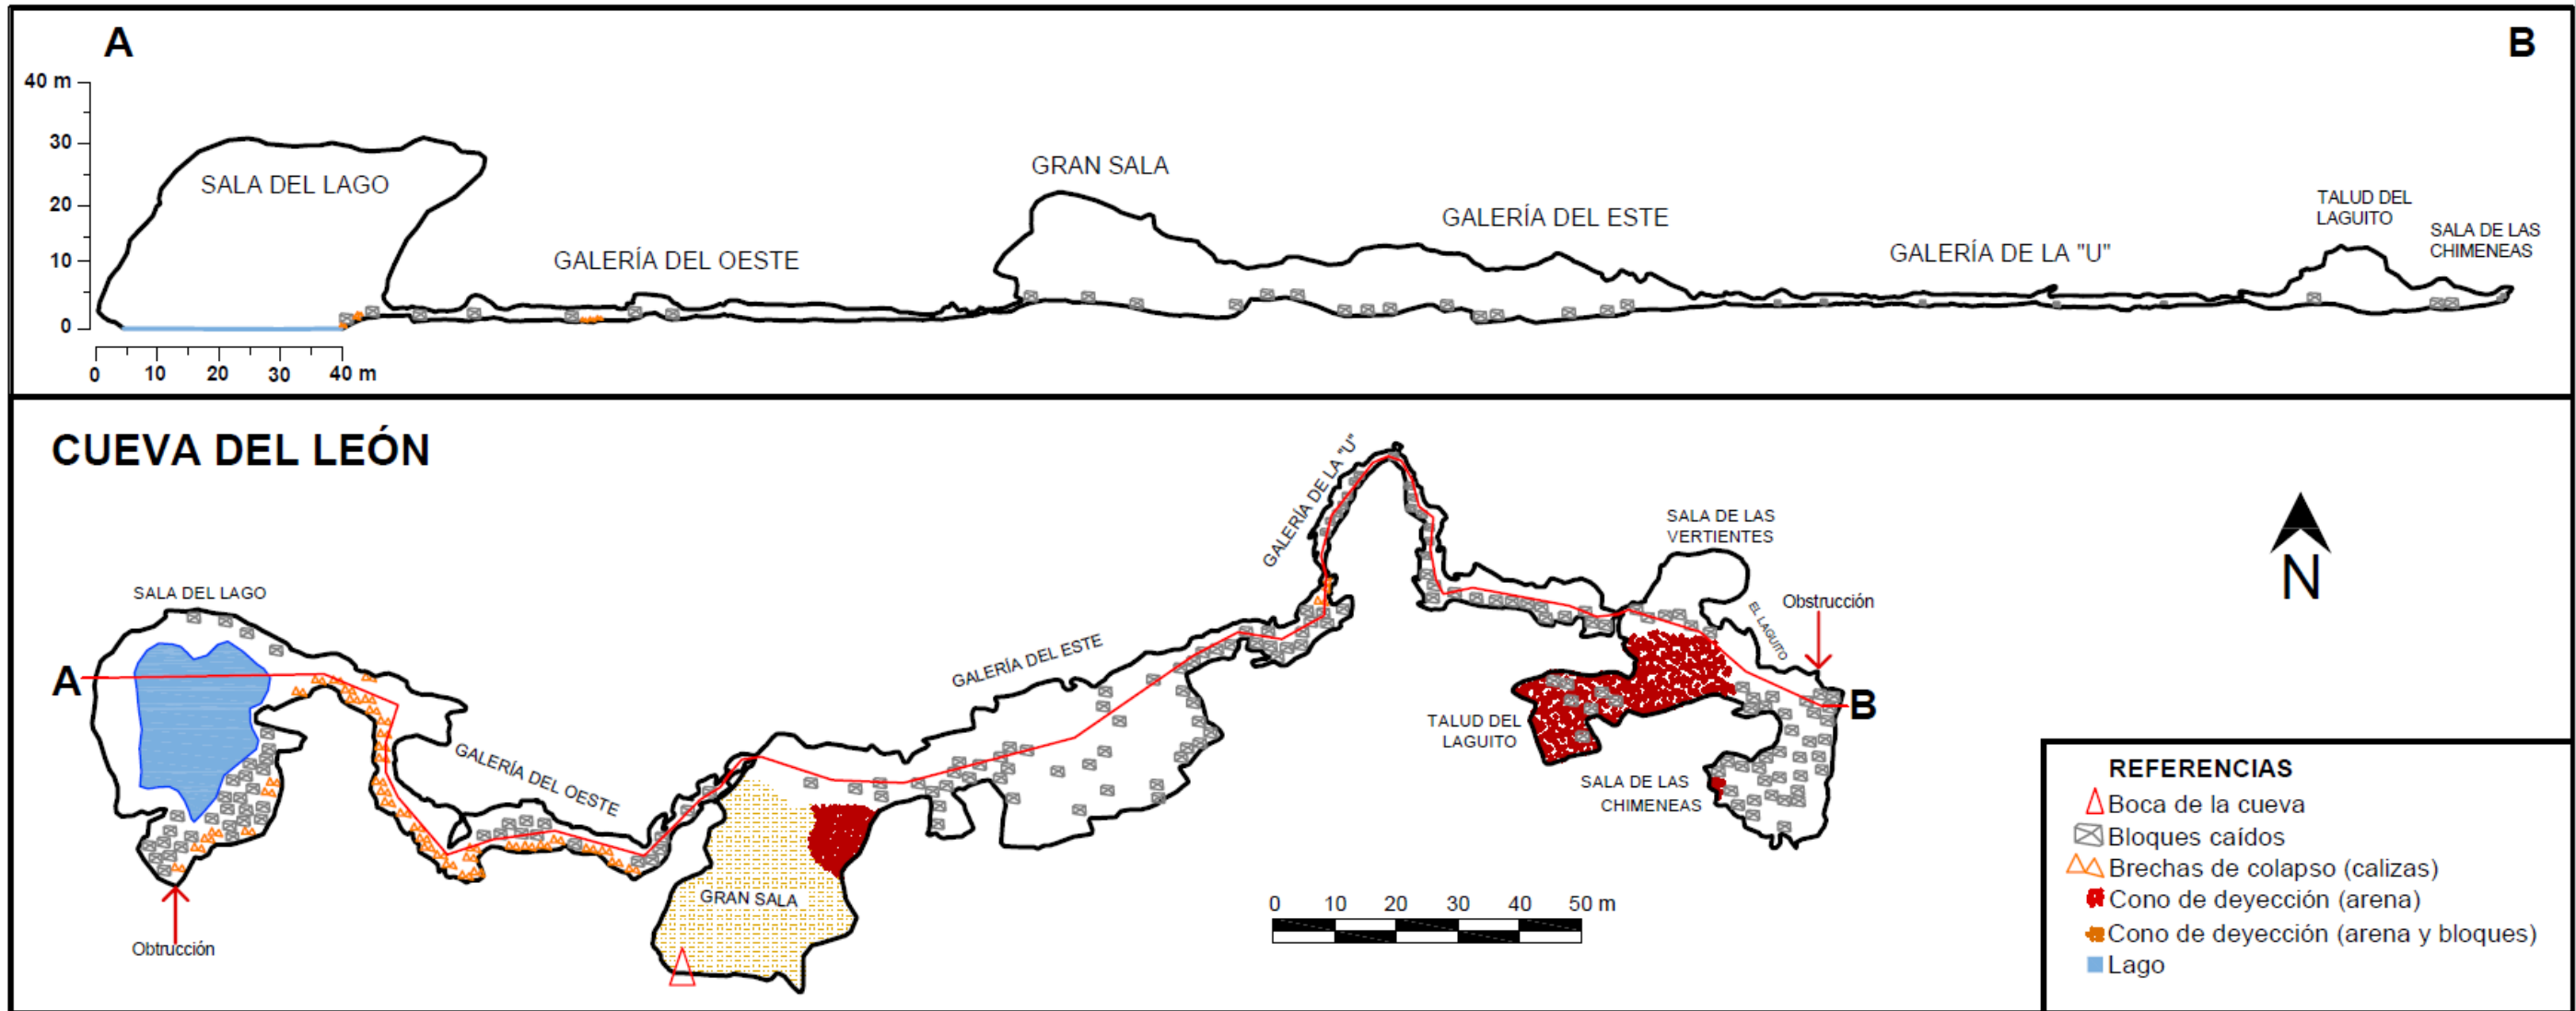 A
B
40 m
30
20
10
0
0 10 20 30 40 m
SALA DEL LAGO
GALERÍA DEL OESTE
GRAN SALA
GALERÍA DEL ESTE
GALERÍA DE LA "U"
TALUD DEL
LAGUITO
SALA DE LAS
CHIMENEAS
CUEVA DEL LEÓN
SALA DEL LAGO
A
Obtrucción
GALERÍA DEL OESTE
GRAN SALA
GALERÍA DEL ESTE
GALERÍA DE LA "U"
SALA DE LAS
VERTIENTES
EL LAGUITO
Obstrucción
B
TALUD DEL
LAGUITO
SALA DE LAS
CHIMENEAS
0 10 20 30 40 50 m
N
REFERENCIAS
Boca de la cueva
Bloques caídos
Brechas de colapso (calizas)
Cono de deyección (arena)
Cono de deyección (arena y bloques)
Lago